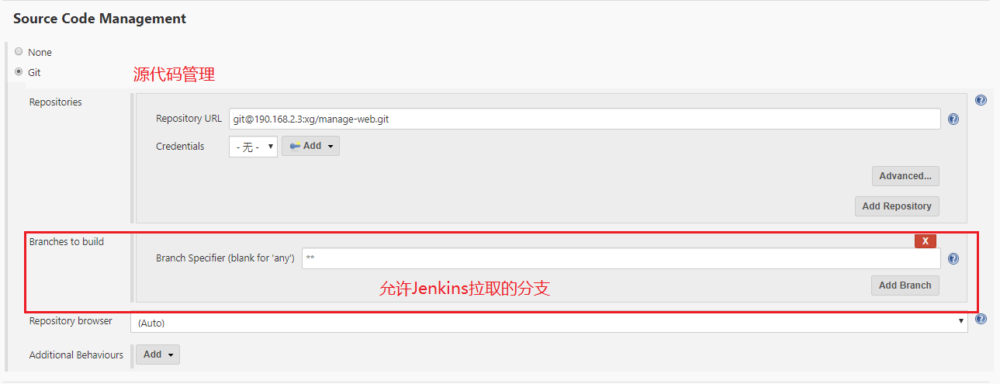 Source Code Management
None
Git
源代码管理
Repositories
Repository URL git@190.168.2.3:xg/manage-web.git
Credentials - 无 - Add
Advanced...
Add Repository
Branches to build
X
Branch Specifier (blank for 'any') **
允许Jenkins拉取的分支
Add Branch
Repository browser (Auto)
Additional Behaviours Add